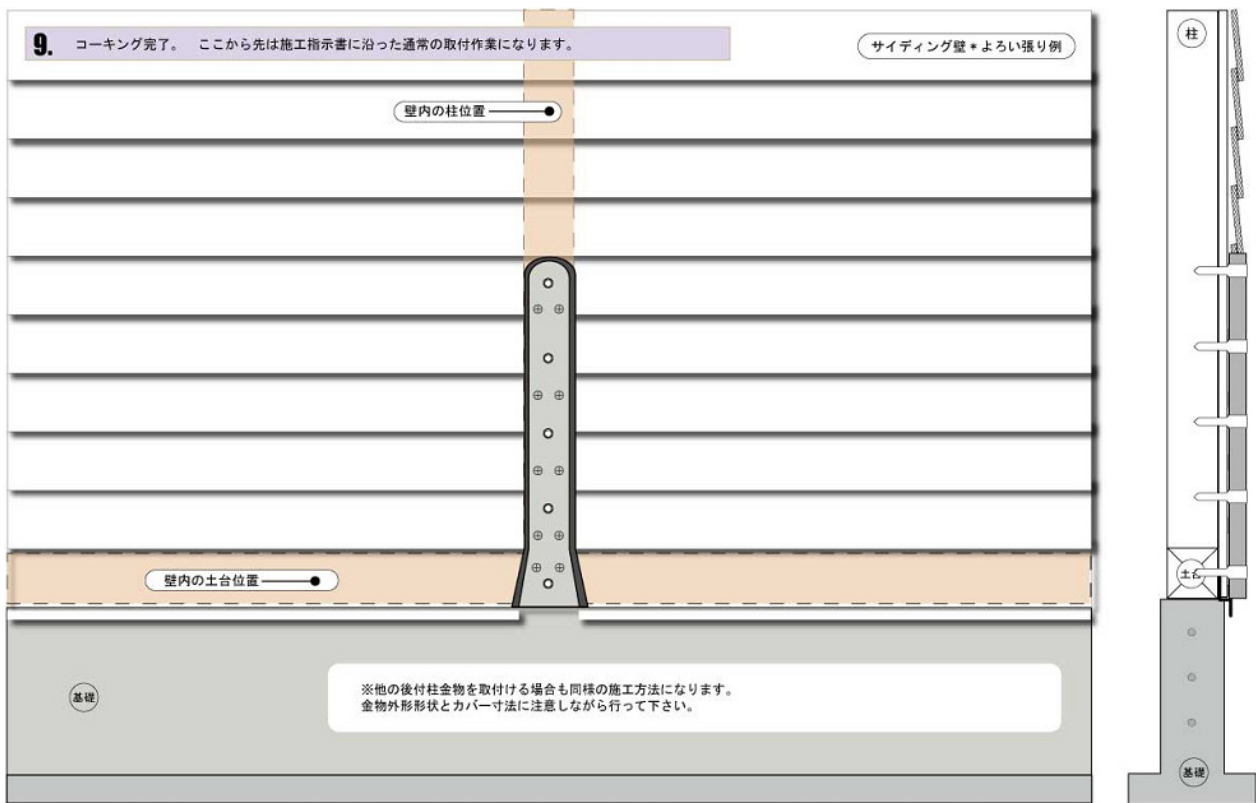 9. コーキング完了。 ここから先は施工指示書に沿った通常の取付作業になります。
サイディング壁*よろい張り例
柱
壁内の柱位置
壁内の土台位置
土台
基礎
※他の後付柱金物を取付ける場合も同様の施工方法になります。
金物外形形状とカバー寸法に注意しながら行って下さい。
基礎